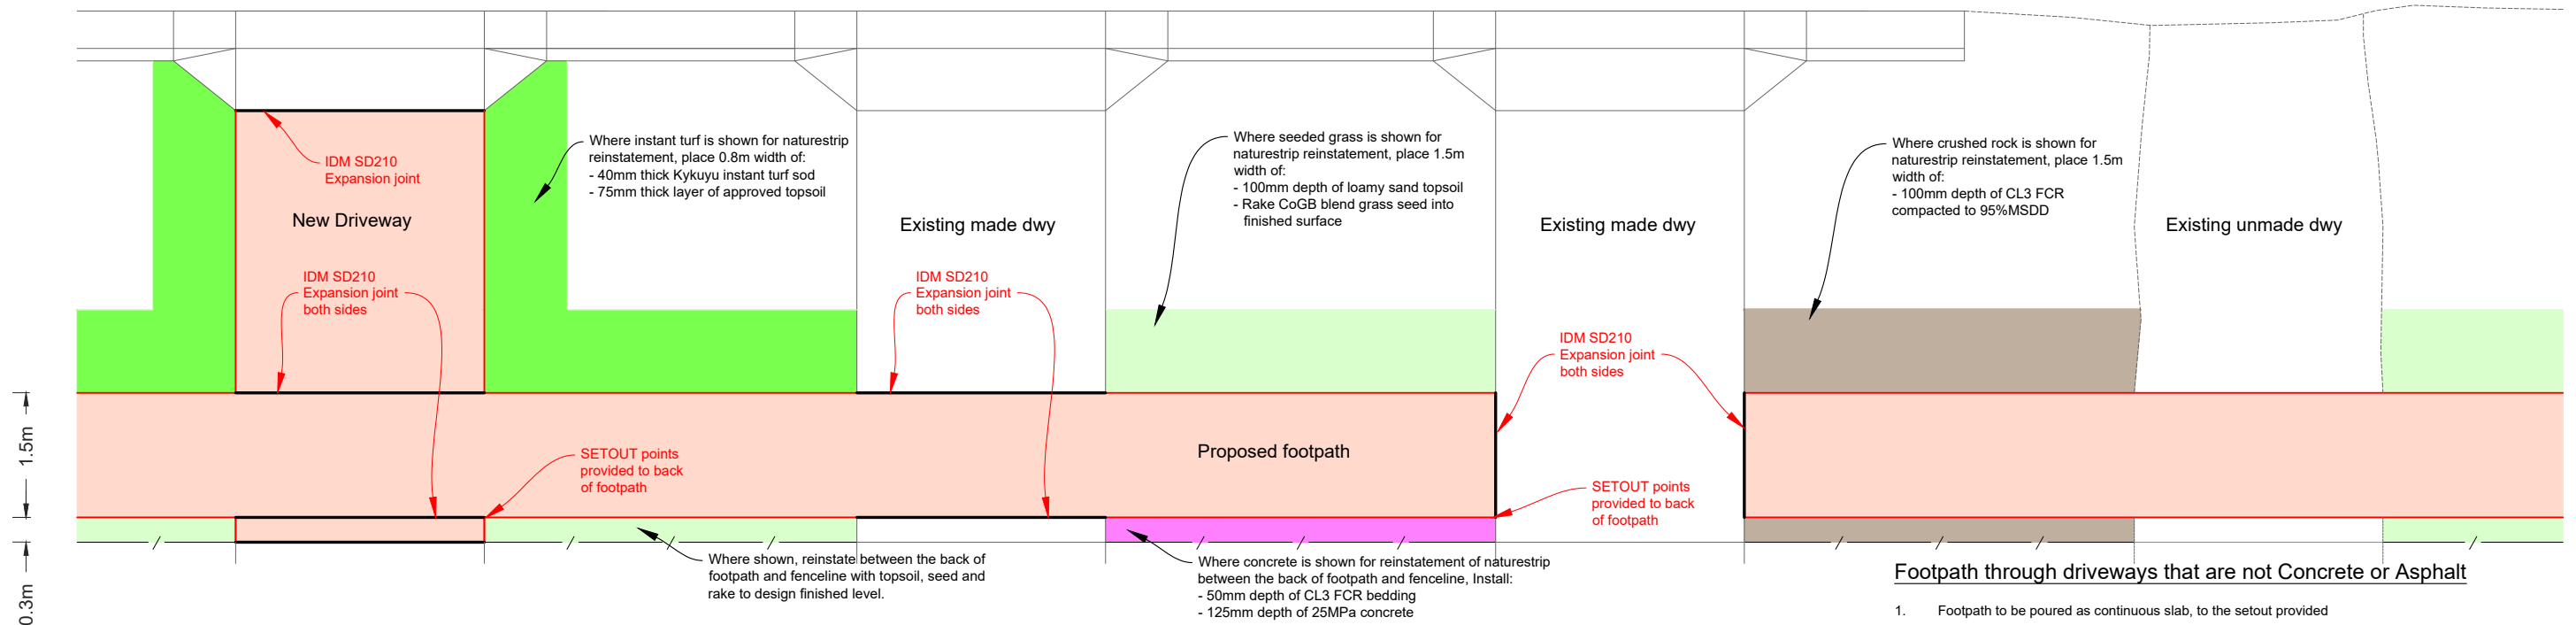 IDM SD210
Expansion joint
New Driveway
IDM SD210
Expansion joint
both sides
Where instant turf is shown for naturestrip
reinstatement, place 0.8m width of:
- 40mm thick Kykuyu instant turf sod
- 75mm thick layer of approved topsoil
Existing made dwy
IDM SD210
Expansion joint
both sides
Where seeded grass is shown for
naturestrip reinstatement, place 1.5m
width of:
- 100mm depth of loamy sand topsoil
- Rake CoGB blend grass seed into
finished surface
Existing made dwy
IDM SD210
Expansion joint
both sides
Where crushed rock is shown for
naturestrip reinstatement, place 1.5m
width of:
- 100mm depth of CL3 FCR
compacted to 95%MSDD
Existing unmade dwy
1.5m
SETOUT points
provided to back
of footpath
Proposed footpath
SETOUT points
provided to back
of footpath
0.3m
Where shown, reinstate between the back of
footpath and fenceline with topsoil, seed and
rake to design finished level.
Where concrete is shown for reinstatement of naturestrip
between the back of footpath and fenceline, Install:
- 50mm depth of CL3 FCR bedding
- 125mm depth of 25MPa concrete
Footpath through driveways that are not Concrete or Asphalt
1. Footpath to be poured as continuous slab, to the setout provided